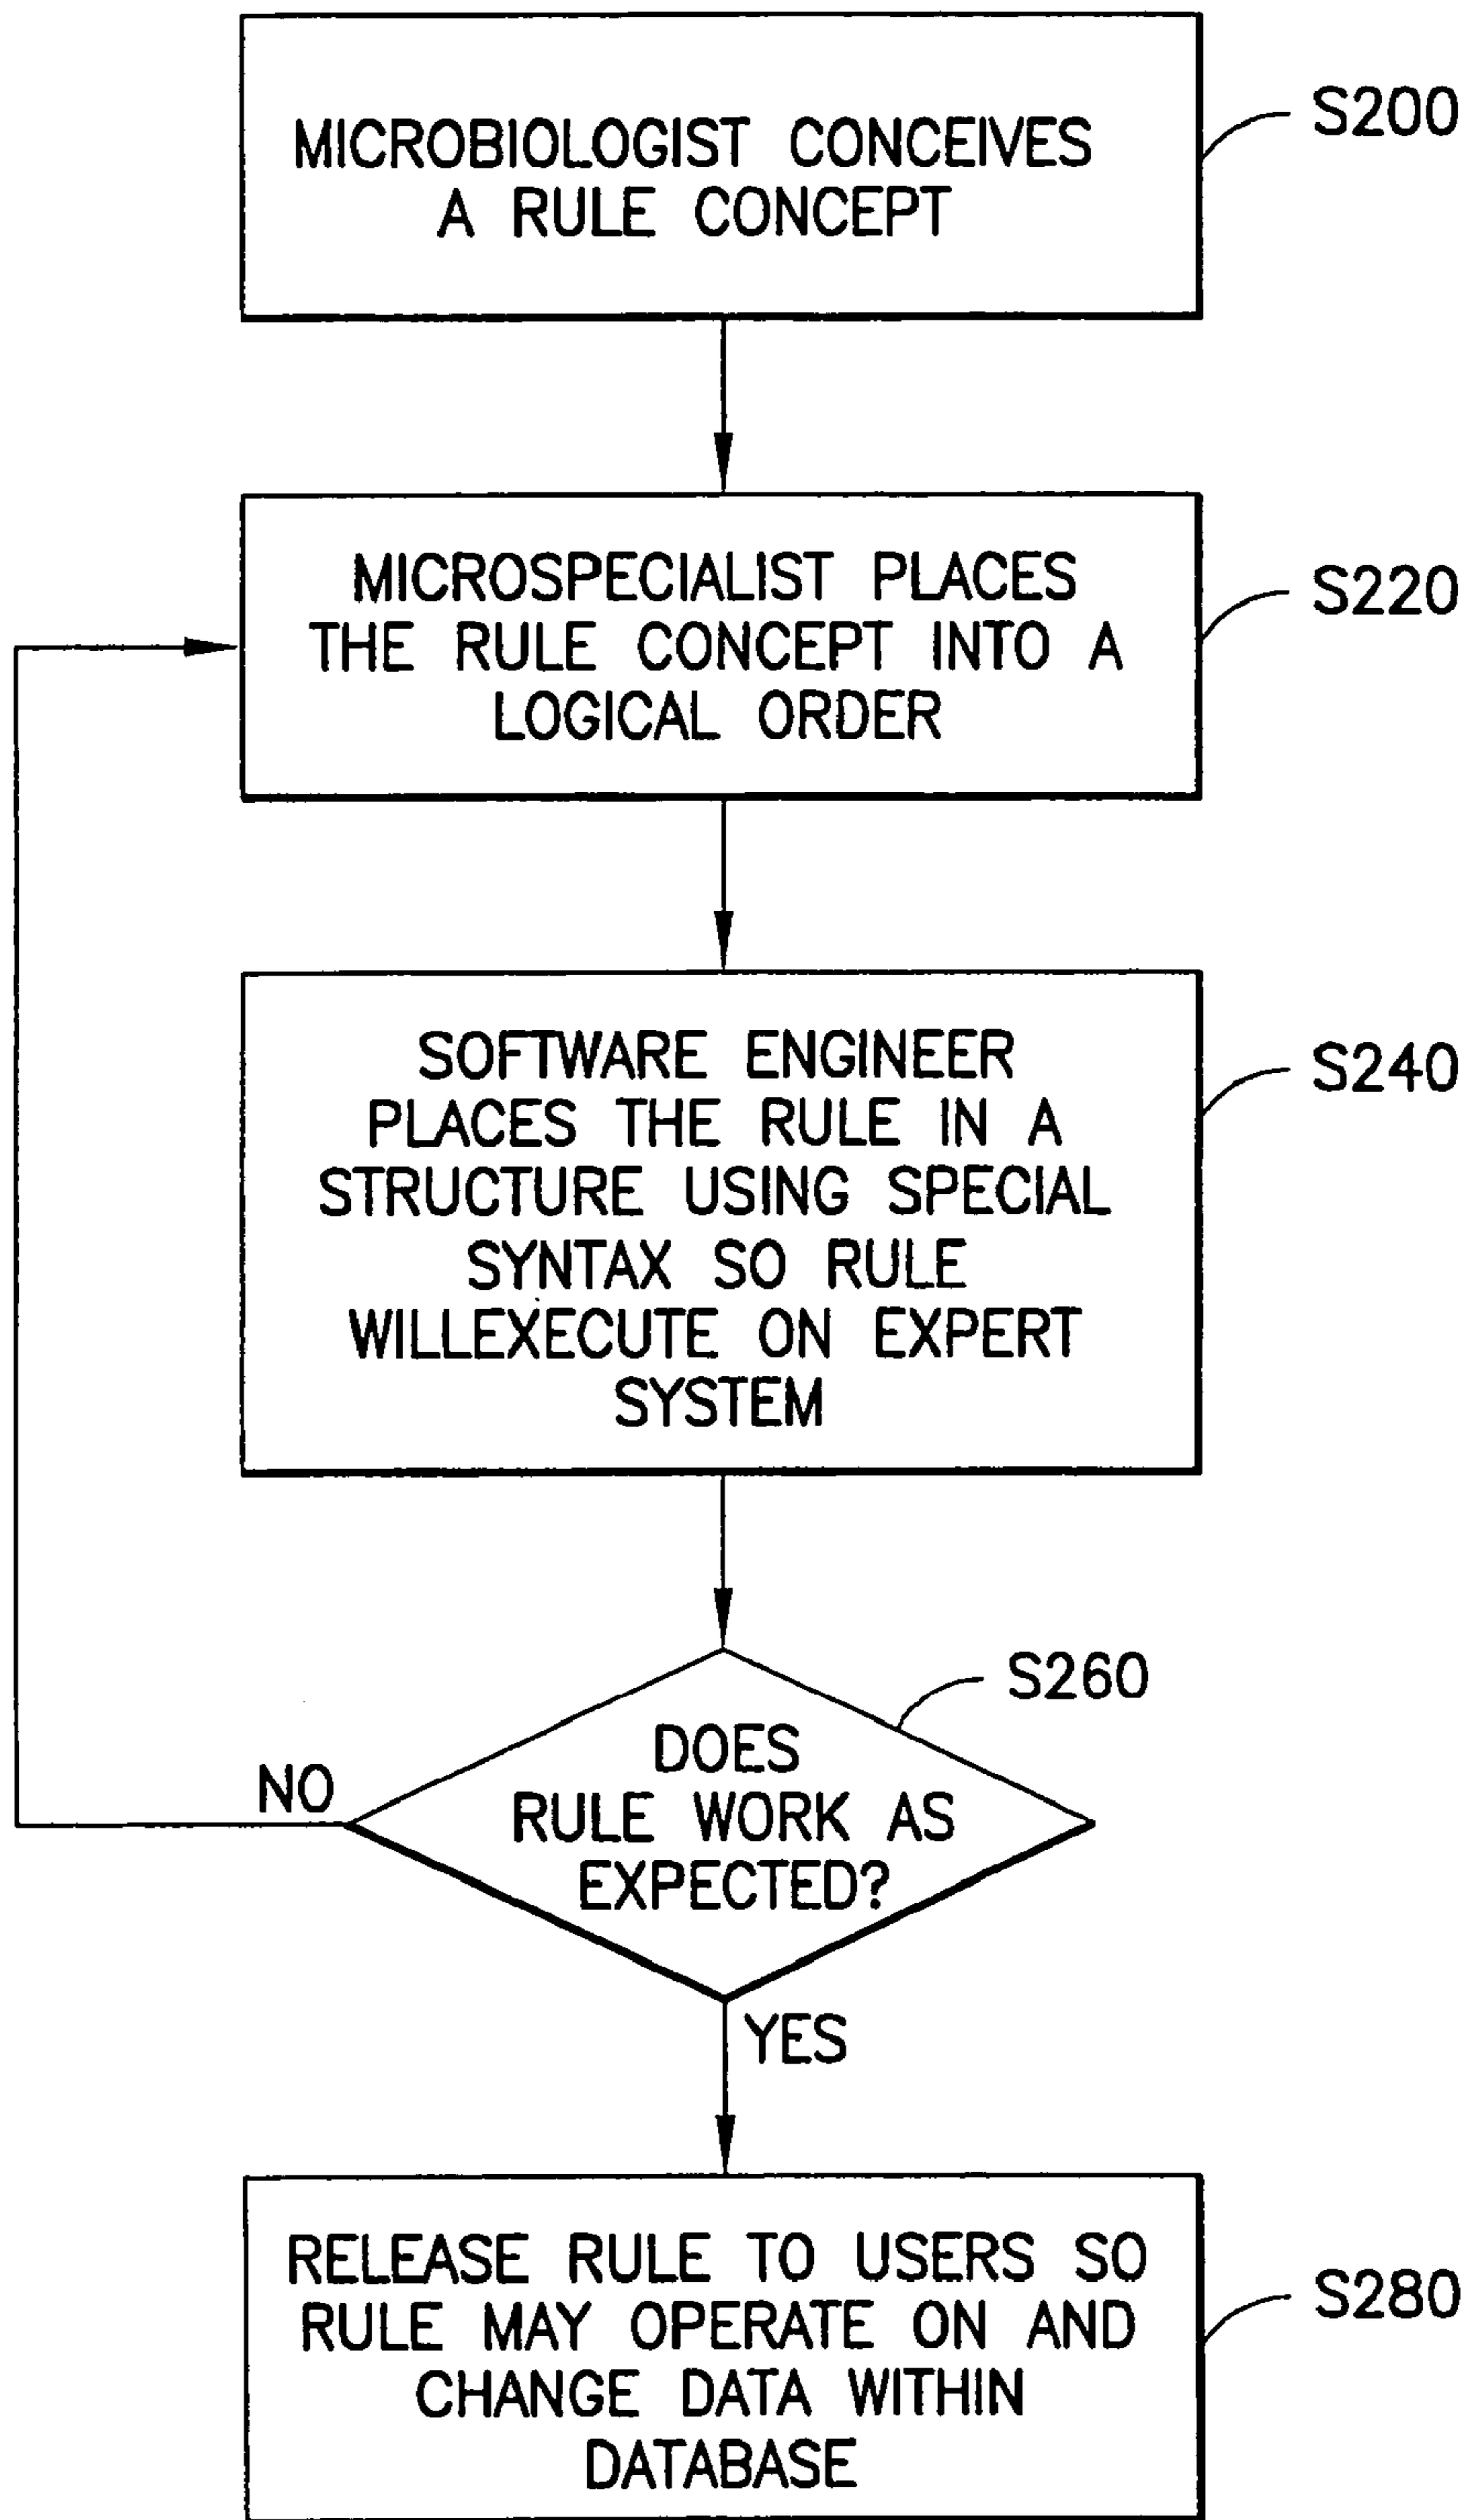 MICROBIOLOGIST CONCEIVES
A RULE CONCEPT
S200
MICROSPECIALIST PLACES
THE RULE CONCEPT INTO A
LOGICAL ORDER
S220
SOFTWARE ENGINEER
PLACES THE RULE IN A
STRUCTURE USING SPECIAL
SYNTAX SO RULE
WILLEXECUTE ON EXPERT
SYSTEM
S240
DOES
RULE WORK AS
EXPECTED?
S260
NO
YES
RELEASE RULE TO USERS SO
RULE MAY OPERATE ON AND
CHANGE DATA WITHIN
DATABASE
S280